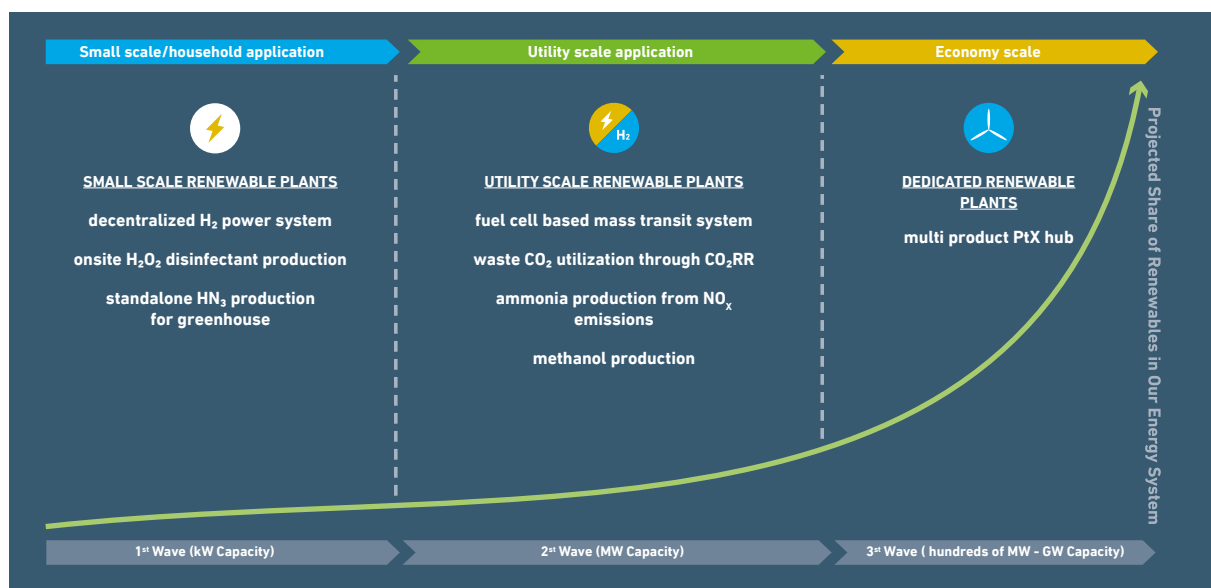 Small scale/household application
Utility scale application
Economy scale
H₂
SMALL SCALE RENEWABLE PLANTS
decentralized H₂ power system
onsite H₂O₂ disinfectant production
standalone HN₃ production
for greenhouse
UTILITY SCALE RENEWABLE PLANTS
fuel cell based mass transit system
waste CO₂ utilization through CO₂RR
ammonia production from NOₓ
emissions
methanol production
DEDICATED RENEWABLE
PLANTS
multi product PtX hub
Projected Share of Renewables in Our Energy System
1ˢᵗ Wave (kW Capacity)
2ˢᵗ Wave (MW Capacity)
3ˢᵗ Wave ( hundreds of MW - GW Capacity)